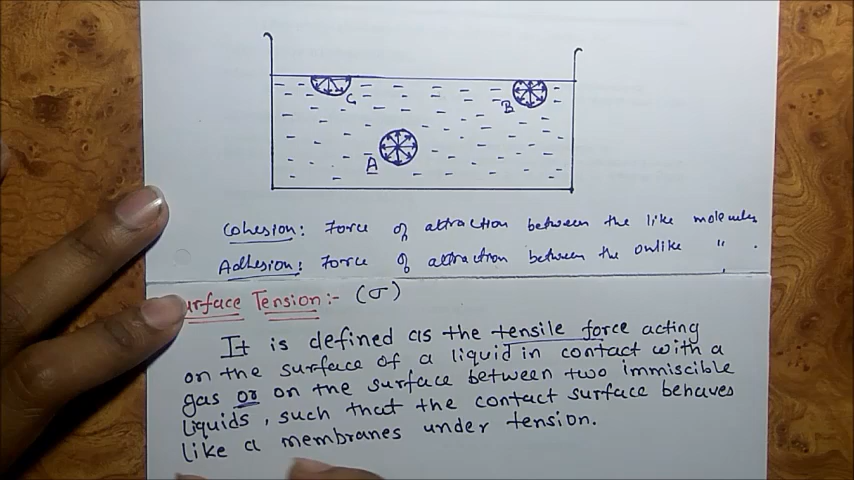 C
B
A
Cohesion: Force of attraction between the like molecules
Adhesion: Force of attraction between the unlike " .
urface Tension:- (σ)
It is defined as the tensile force acting
on the surface of a liquid in contact with a
gas or on the surface between two immiscible
liquids, such that the contact surface behaves
like a membranes under tension.